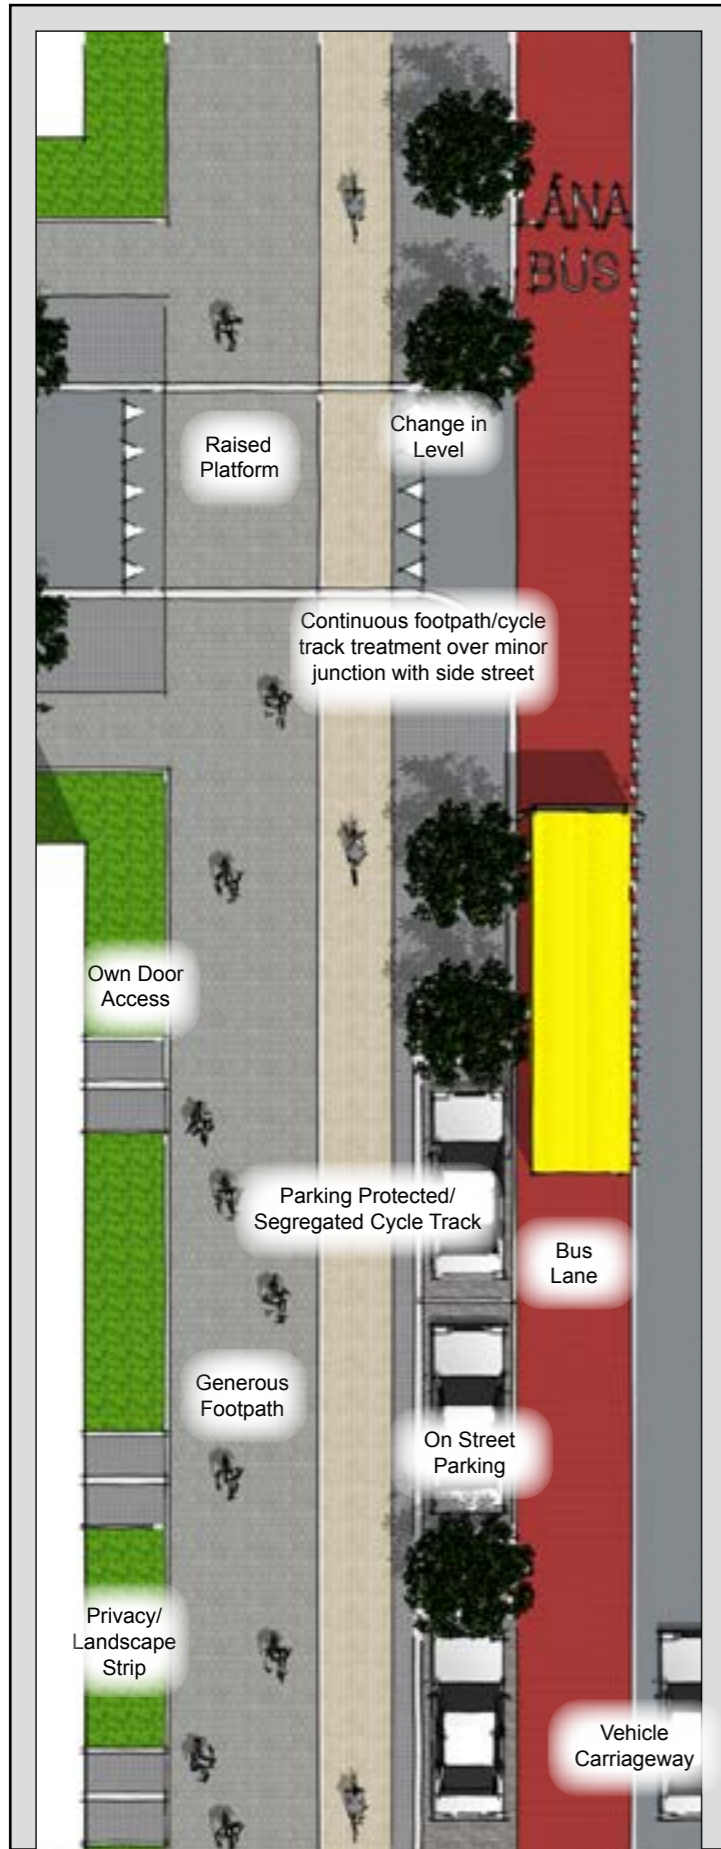 LÁNA
BUS
Change in
Level
Raised
Platform
Continuous footpath/cycle
track treatment over minor
junction with side street
Own Door
Access
Parking Protected/
Segregated Cycle Track
Bus
Lane
Generous
Footpath
On Street
Parking
Privacy/
Landscape
Strip
Vehicle
Carriageway